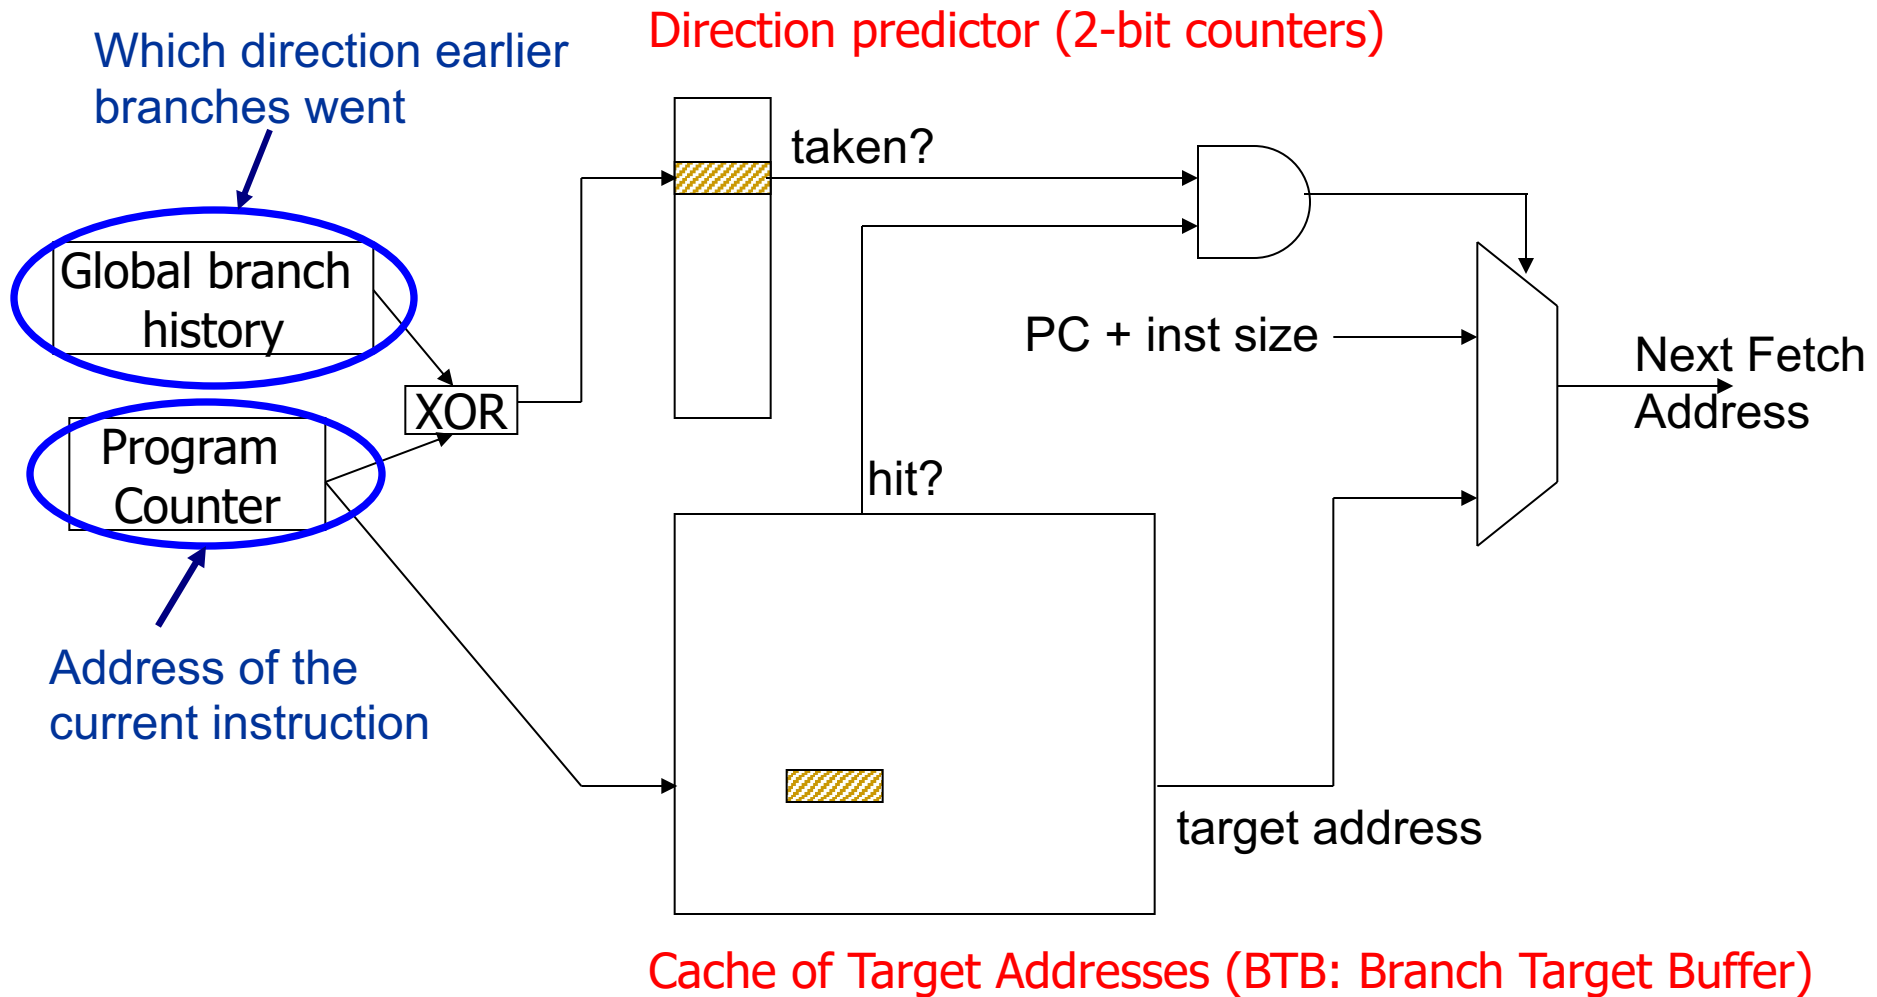 Direction predictor (2-bit counters)
Which direction earlier
branches went
taken?
Global branch
history
PC + inst size
Next Fetch
Address
XOR
Program
Counter
hit?
Address of the
current instruction
target address
Cache of Target Addresses (BTB: Branch Target Buffer)